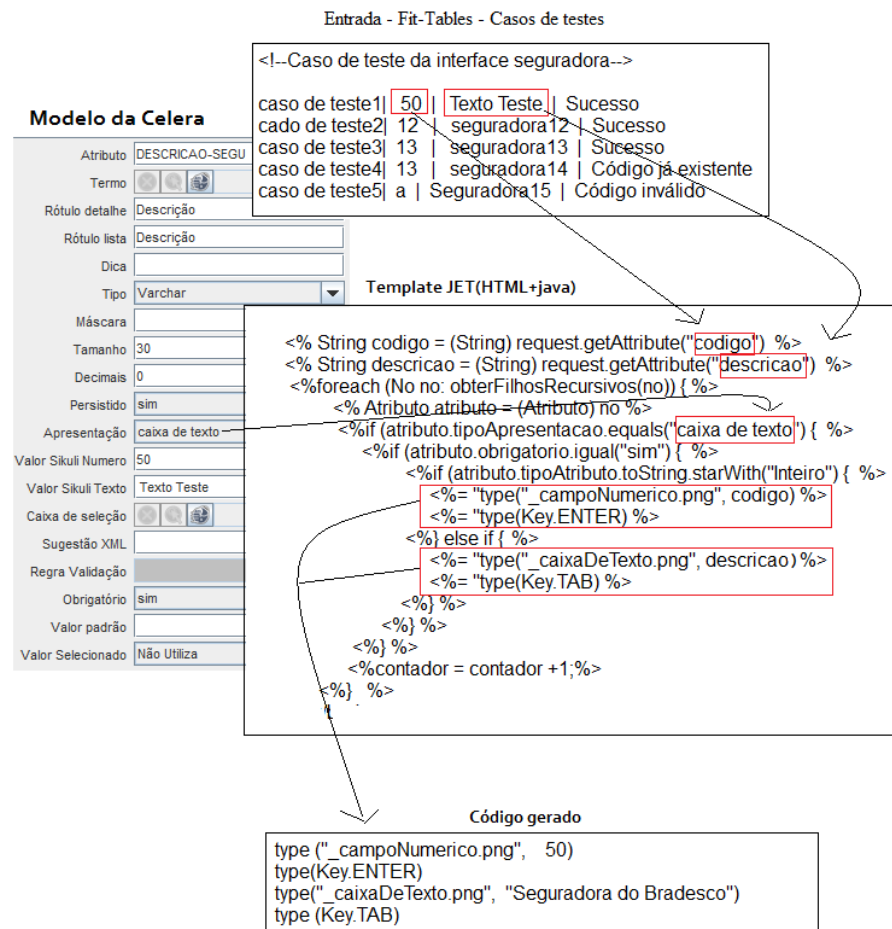 Entrada - Fit-Tables - Casos de testes
<!--Caso de teste da interface seguradora-->
caso de teste1| 50 | Texto Teste | Sucesso
cado de teste2| 12 | seguradora12 | Sucesso
caso de teste3| 13 | seguradora13 | Sucesso
caso de teste4| 13 | seguradora14 | Código já existente
caso de teste5| a | Seguradora15 | Código inválido
Modelo da Celera
Atributo DESCRICAO-SEGU
Termo
Rótulo detalhe Descrição
Rótulo lista Descrição
Dica
Tipo Varchar
Máscara
Tamanho 30
Decimais 0
Persistido sim
Apresentação caixa de texto
Valor Sikuli Numero 50
Valor Sikuli Texto Texto Teste
Caixa de seleção
Sugestão XML
Regra Validação
Obrigatório sim
Valor padrão
Valor Selecionado Não Utiliza
Template JET(HTML+java)
<% String codigo = (String) request.getAttribute("codigo") %>
<% String descricao = (String) request.getAttribute("descricao") %>
<%foreach (No no: obterFilhosRecursivos(no)) { %>
<% Atributo atributo = (Atributo) no %>
<%if (atributo.tipoApresentacao.equals("caixa de texto") { %>
<%if (atributo.obrigatorio.igual("sim") { %>
<%if (atributo.tipoAtributo.toString.starWith("Inteiro") { %>
<%= "type("_campoNumerico.png", codigo) %>
<%= "type(Key.ENTER) %>
<%} else if { %>
<%= "type("_caixaDeTexto.png", descricao) %>
<%= "type(Key.TAB) %>
<%} %>
<%} %>
<%} %>
<%contador = contador +1;%>
<%} %>
Código gerado
type ("_campoNumerico.png", 50)
type(Key.ENTER)
type("_caixaDeTexto.png", "Seguradora do Bradesco")
type (Key.TAB)